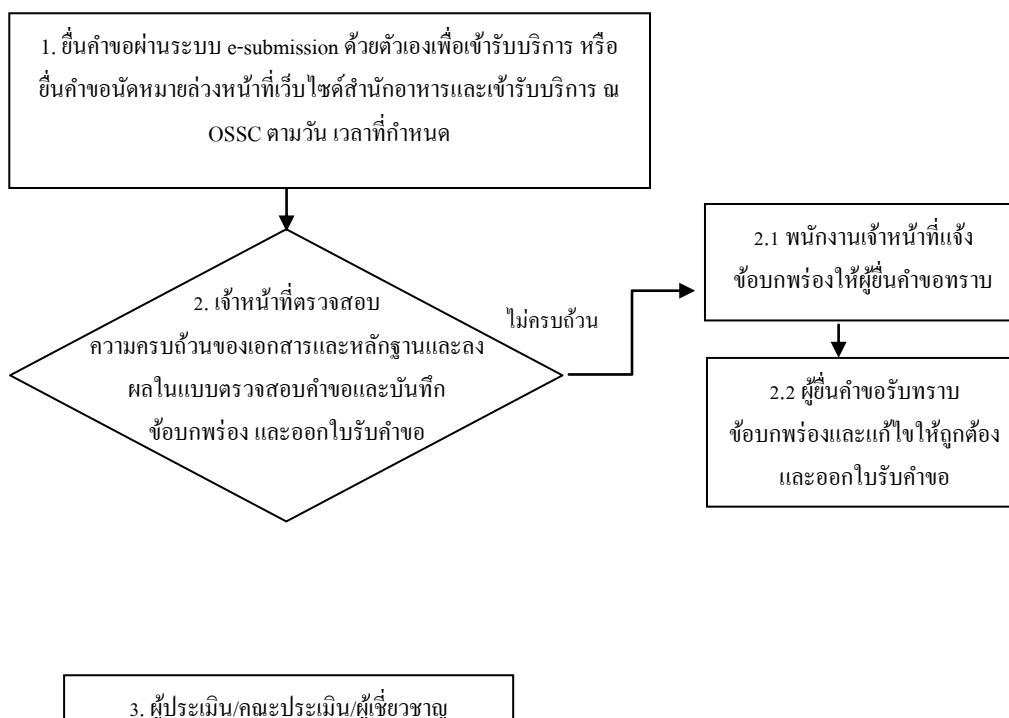 1. ยื่นคำขอผ่านระบบ e-submission ด้วยตัวเองเพื่อเข้ารับบริการ หรือ
ยื่นคำขอนัดหมายล่วงหน้าที่เว็บไซด์สำนักอาหารและเข้ารับบริการ ณ
OSSC ตามวัน เวลาที่กำหนด
2. เจ้าหน้าที่ตรวจสอบ
ความครบถ้วนของเอกสารและหลักฐานและลง
ผลในแบบตรวจสอบคำขอและบันทึก
ข้อบกพร่อง และออกใบรับคำขอ
ไม่ครบถ้วน
2.1 พนักงานเจ้าหน้าที่แจ้ง
ข้อบกพร่องให้ผู้ยื่นคำขอทราบ
2.2 ผู้ยื่นคำขอรับทราบ
ข้อบกพร่องและแก้ไขให้ถูกต้อง
และออกใบรับคำขอ
3. ผู้ประเมิน/คณะประเมิน/ผู้เชี่ยวชาญ